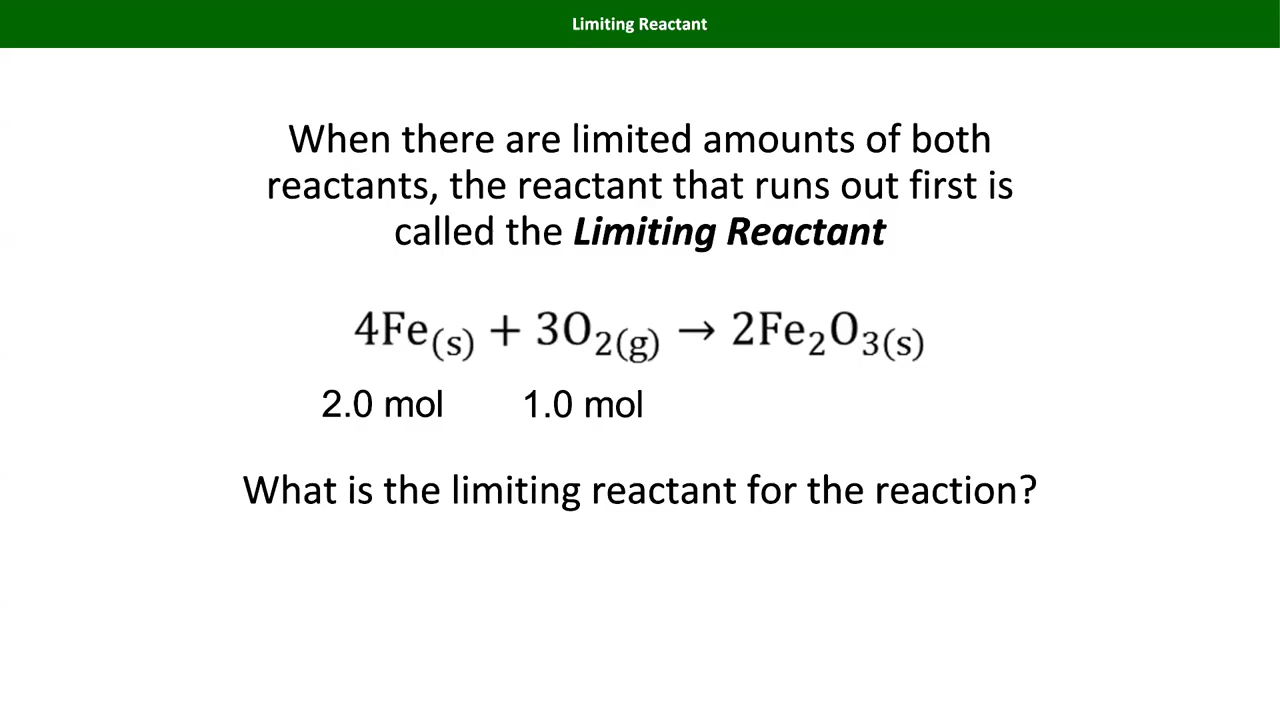 Limiting Reactant
When there are limited amounts of both
reactants, the reactant that runs out first is
called the Limiting Reactant
4Fe(s) + 3O2(g) → 2Fe2O3(s)
2.0 mol 1.0 mol
What is the limiting reactant for the reaction?